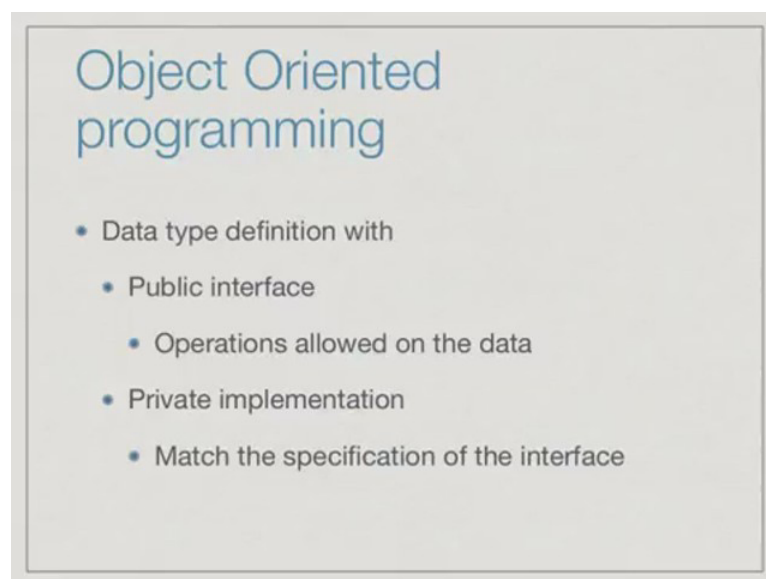 Object Oriented
programming
Data type definition with
Public interface
Operations allowed on the data
Private implementation
Match the specification of the interface